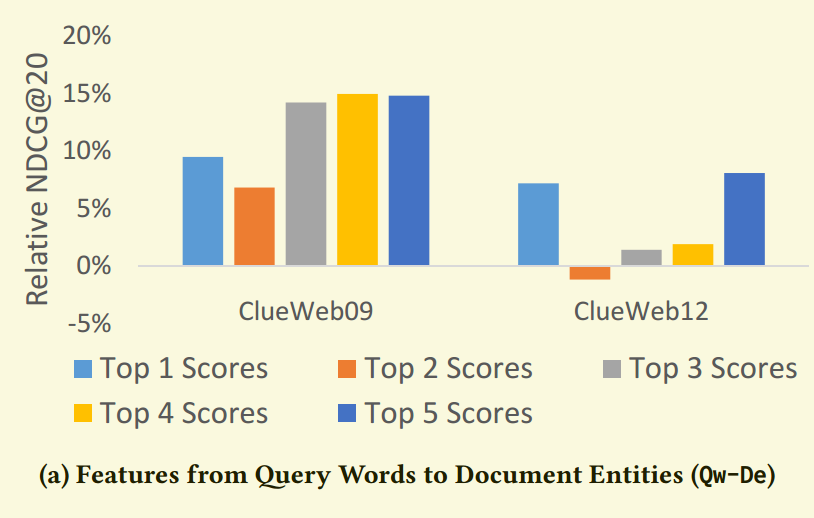 20%
15%
10%
5%
0%
-5%
Relative NDCG@20
ClueWeb09 ClueWeb12
Top 1 Scores Top 2 Scores Top 3 Scores
Top 4 Scores Top 5 Scores
(a) Features from Query Words to Document Entities (Qw-De)